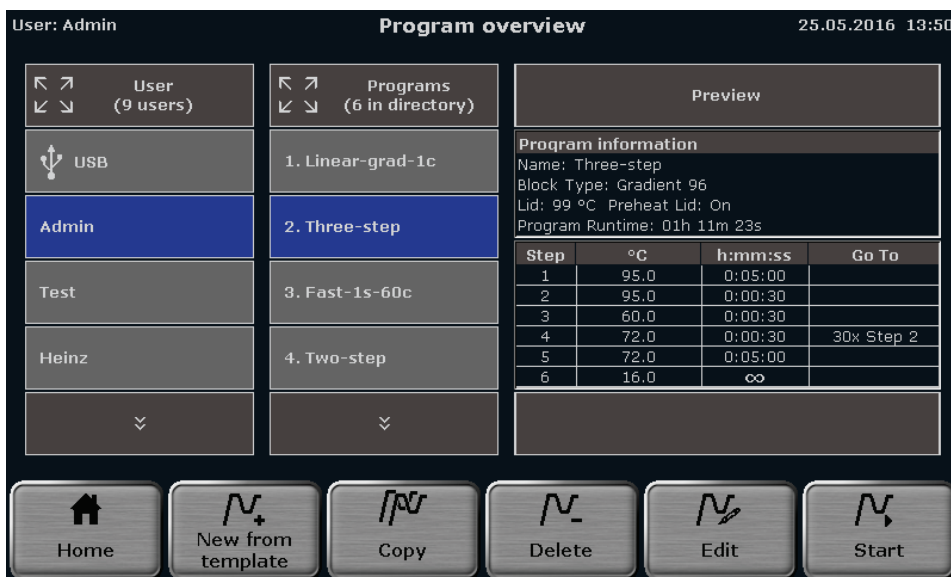 User: Admin
Program overview
25.05.2016 13:50
User
(9 users)
USB
Admin
Test
Heinz
Programs
(6 in directory)
1. Linear-grad-1c
2. Three-step
3. Fast-1s-60c
4. Two-step
Preview
Program information
Name: Three-step
Block Type: Gradient 96
Lid: 99 °C Preheat Lid: On
Program Runtime: 01h 11m 23s
Step °C h:mm:ss Go To
1 95.0 0:05:00
2 95.0 0:00:30
3 60.0 0:00:30
4 72.0 0:00:30 30x Step 2
5 72.0 0:05:00
6 16.0 ∞
Home
New from
template
Copy
Delete
Edit
Start